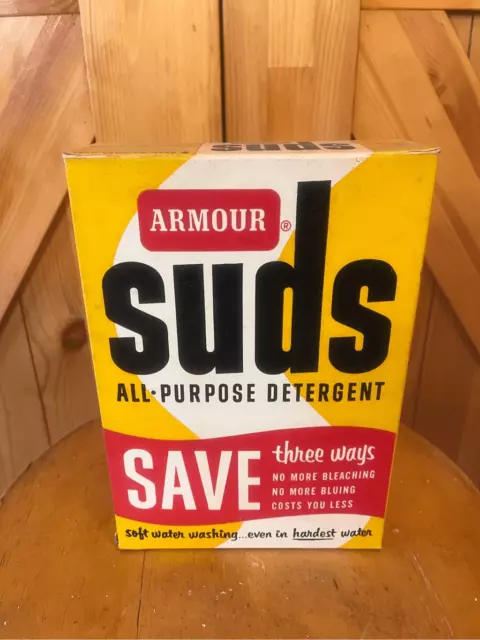 suds
ARMOUR ®
suds
ALL-PURPOSE DETERGENT
SAVE three ways
NO MORE BLEACHING
NO MORE BLUING
COSTS YOU LESS
soft water washing...even in hardest water